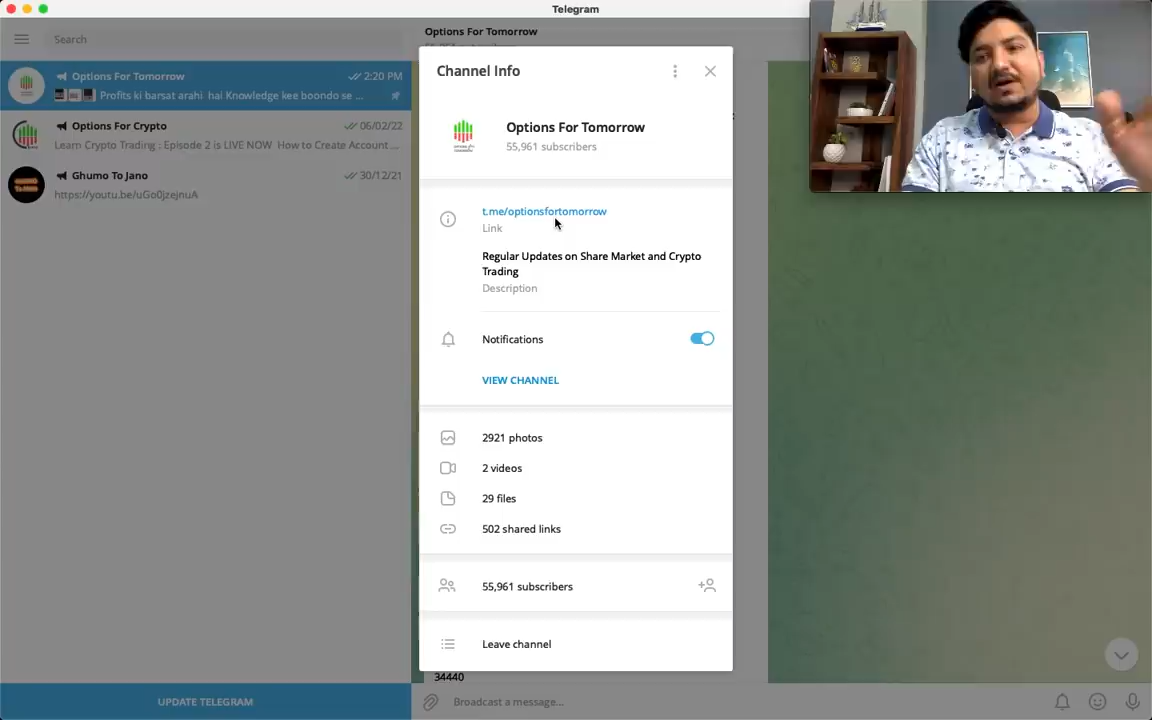 Telegram
Search
Options For Tomorrow
2:20 PM
Profits ki barsat arahi hai Knowledge kee boondo se ...
Options For Crypto
06/02/22
Learn Crypto Trading : Episode 2 is LIVE NOW How to Create Account ...
Ghumo To Jano
30/12/21
https://youtu.be/uGo0jzejnuA
UPDATE TELEGRAM
Options For Tomorrow
Channel Info
Options For Tomorrow
55,961 subscribers
t.me/optionsfortomorrow
Link
Regular Updates on Share Market and Crypto
Trading
Description
Notifications
VIEW CHANNEL
2921 photos
2 videos
29 files
502 shared links
55,961 subscribers
Leave channel
34440
Broadcast a message...